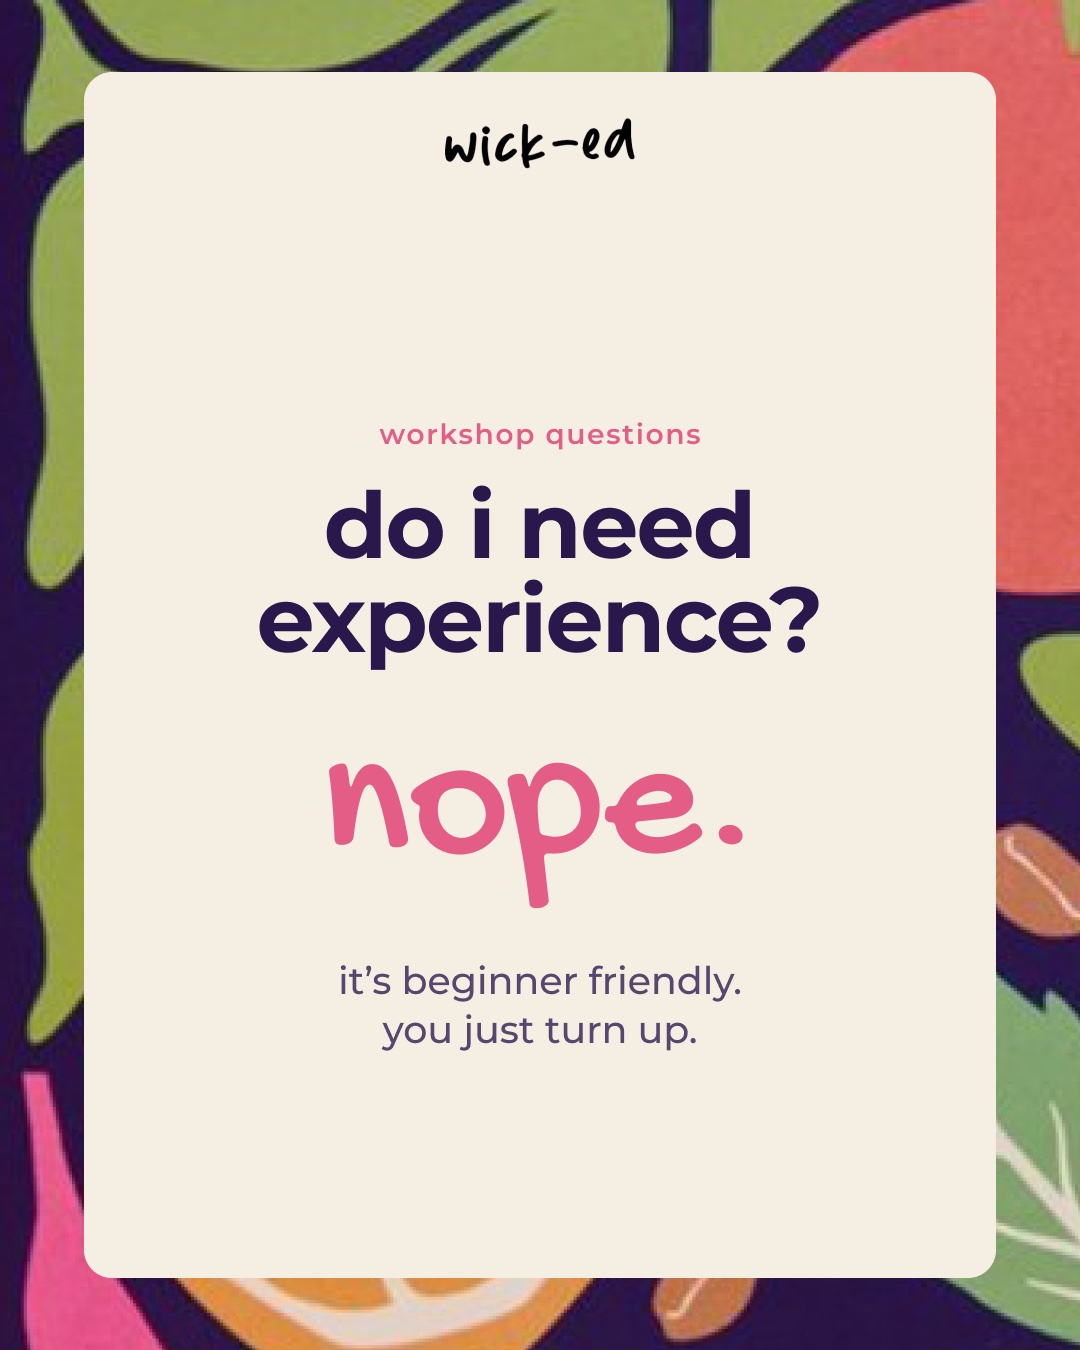 wick-ed
workshop questions
do i need
experience?
nope.
it’s beginner friendly.
you just turn up.